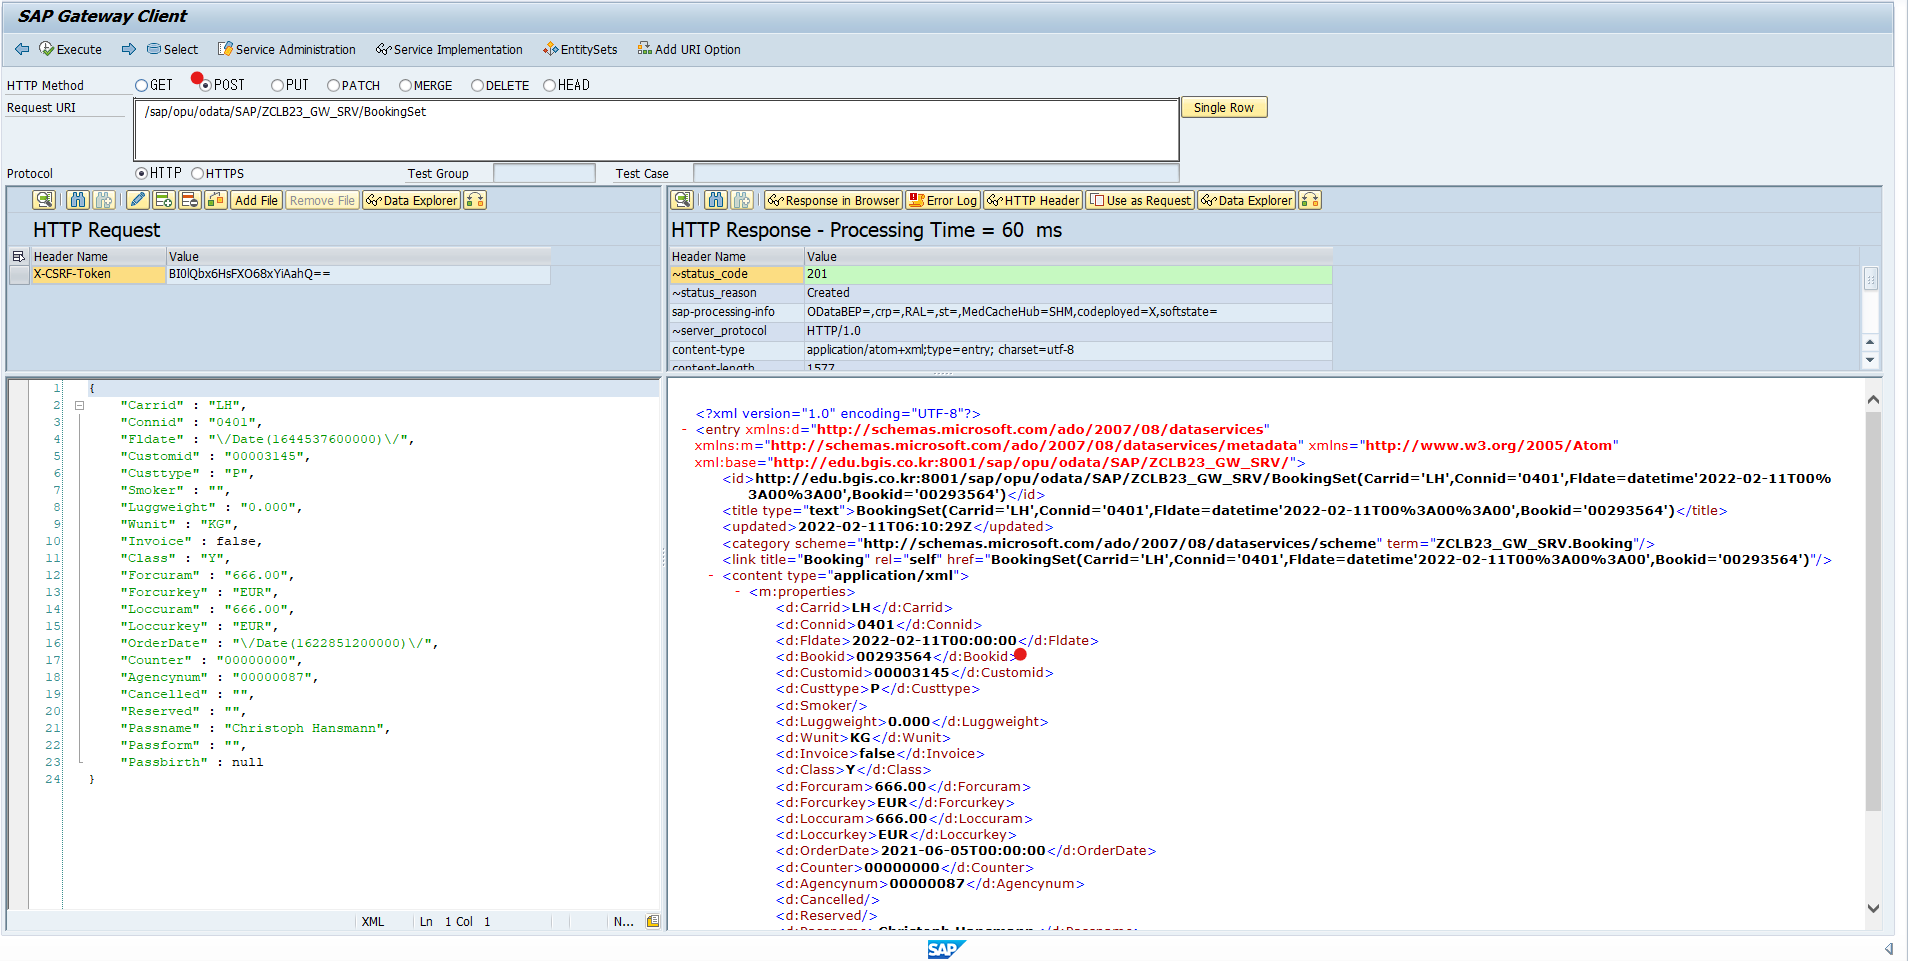 SAP Gateway Client
Execute Select Service Administration Service Implementation EntitySets Add URI Option
HTTP Method GET POST PUT PATCH MERGE DELETE HEAD
Request URI /sap/opu/odata/SAP/ZCLB23_GW_SRV/BookingSet Single Row
Protocol HTTP HTTPS Test Group Test Case
Add File Remove File Data Explorer
HTTP Request
Header Name Value
X-CSRF-Token BI0lQbx6HsFXO68xYiAahQ==
Response in Browser Error Log HTTP Header Use as Request Data Explorer
HTTP Response - Processing Time = 60 ms
Header Name Value
~status_code 201
~status_reason Created
sap-processing-info ODataBEP=,crp=,RAL=,st=,MedCacheHub=SHM,codeployed=X,softstate=
~server_protocol HTTP/1.0
content-type application/atom+xml;type=entry; charset=utf-8
content-length 1577
1 {
2 "Carrid" : "LH",
3 "Connid" : "0401",
4 "Fldate" : "\/Date(1644537600000)\/",
5 "Customid" : "00003145",
6 "Custtype" : "P",
7 "Smoker" : "",
8 "Luggweight" : "0.000",
9 "Wunit" : "KG",
10 "Invoice" : false,
11 "Class" : "Y",
12 "Forcuram" : "666.00",
13 "Forcurkey" : "EUR",
14 "Loccuram" : "666.00",
15 "Loccurkey" : "EUR",
16 "OrderDate" : "\/Date(1622851200000)\/",
17 "Counter" : "00000000",
18 "Agencynum" : "00000087",
19 "Cancelled" : "",
20 "Reserved" : "",
21 "Passname" : "Christoph Hansmann",
22 "Passform" : "",
23 "Passbirth" : null
24 }
XML Ln 1 Col 1 N...
<?xml version="1.0" encoding="UTF-8"?>
- <entry xmlns:d="http://schemas.microsoft.com/ado/2007/08/dataservices"
xmlns:m="http://schemas.microsoft.com/ado/2007/08/dataservices/metadata" xmlns="http://www.w3.org/2005/Atom"
xml:base="http://edu.bgis.co.kr:8001/sap/opu/odata/SAP/ZCLB23_GW_SRV/">
<id>http://edu.bgis.co.kr:8001/sap/opu/odata/SAP/ZCLB23_GW_SRV/BookingSet(Carrid='LH',Connid='0401',Fldate=datetime'2022-02-11T00%
3A00%3A00',Bookid='00293564')</id>
<title type="text">BookingSet(Carrid='LH',Connid='0401',Fldate=datetime'2022-02-11T00%3A00%3A00',Bookid='00293564')</title>
<updated>2022-02-11T06:10:29Z</updated>
<category scheme="http://schemas.microsoft.com/ado/2007/08/dataservices/scheme" term="ZCLB23_GW_SRV.Booking"/>
<link title="Booking" rel="self" href="BookingSet(Carrid='LH',Connid='0401',Fldate=datetime'2022-02-11T00%3A00%3A00',Bookid='00293564')"/>
- <content type="application/xml">
- <m:properties>
<d:Carrid>LH</d:Carrid>
<d:Connid>0401</d:Connid>
<d:Fldate>2022-02-11T00:00:00</d:Fldate>
<d:Bookid>00293564</d:Bookid>
<d:Customid>00003145</d:Customid>
<d:Custtype>P</d:Custtype>
<d:Smoker/>
<d:Luggweight>0.000</d:Luggweight>
<d:Wunit>KG</d:Wunit>
<d:Invoice>false</d:Invoice>
<d:Class>Y</d:Class>
<d:Forcuram>666.00</d:Forcuram>
<d:Forcurkey>EUR</d:Forcurkey>
<d:Loccuram>666.00</d:Loccuram>
<d:Loccurkey>EUR</d:Loccurkey>
<d:OrderDate>2021-06-05T00:00:00</d:OrderDate>
<d:Counter>00000000</d:Counter>
<d:Agencynum>00000087</d:Agencynum>
<d:Cancelled/>
<d:Reserved/>
<d:Passname>Christoph Hansmann</d:Passname>
SAP